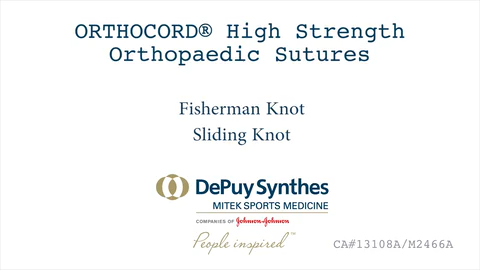 ORTHOCORD® High Strength
Orthopaedic Sutures
Fisherman Knot
Sliding Knot
DePuy Synthes
MITEK SPORTS MEDICINE
COMPANIES OF Johnson & Johnson
People inspired™
CA#13108A/M2466A